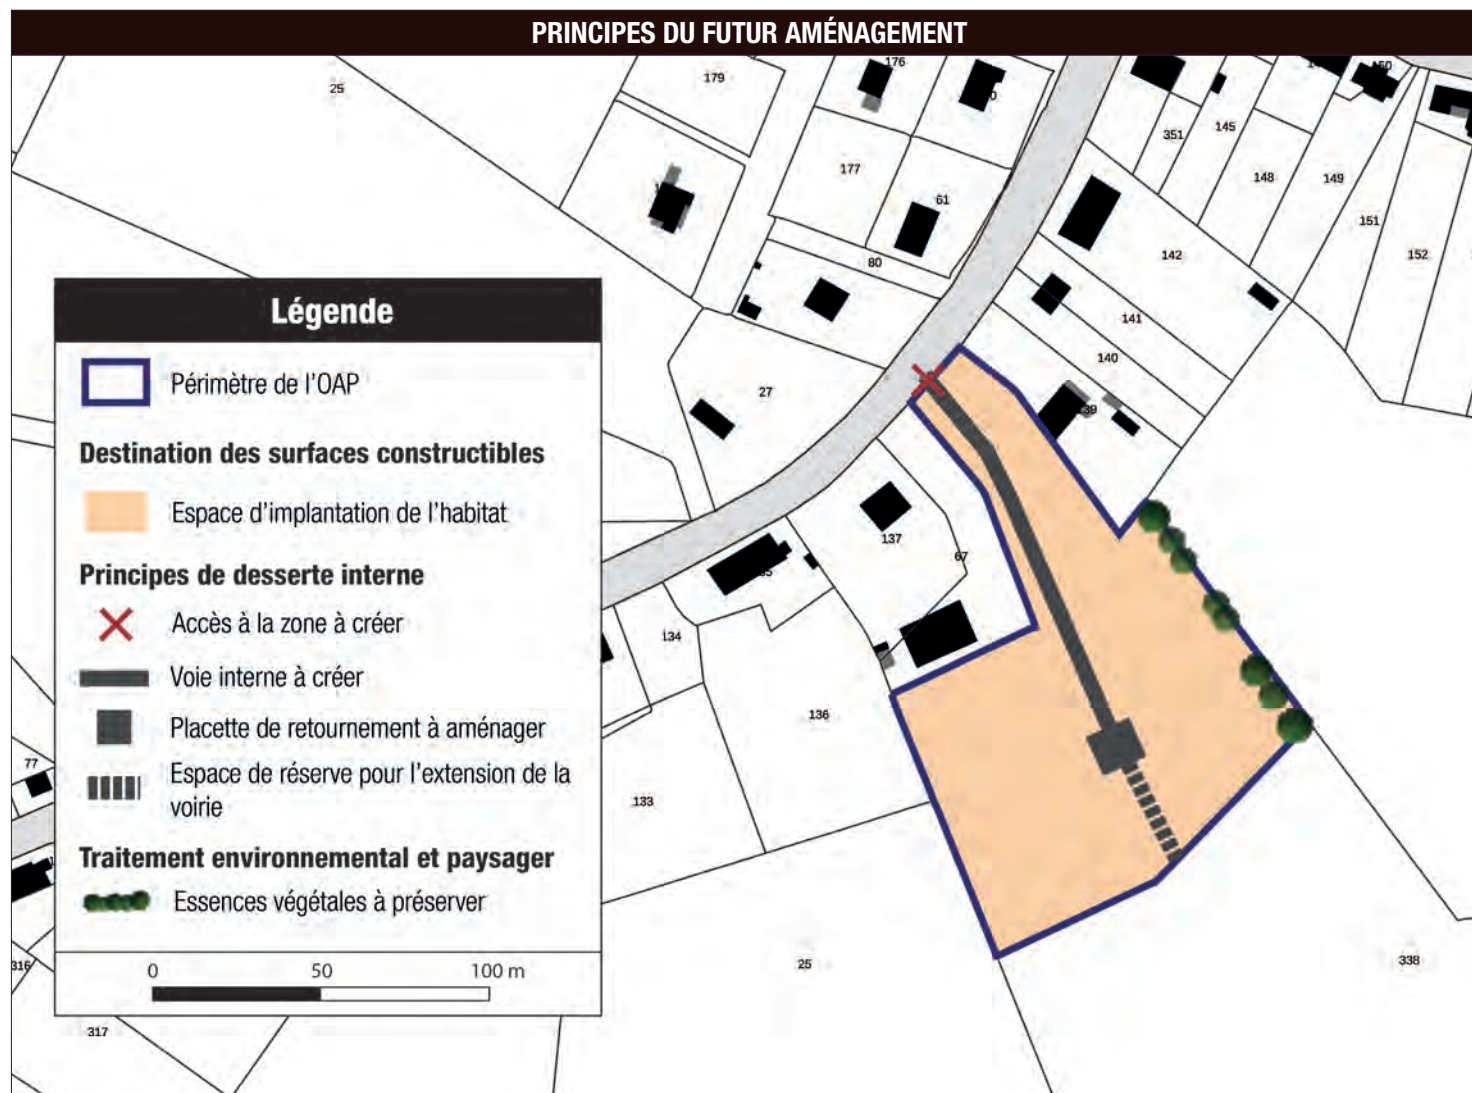 PRINCIPES DU FUTUR AMÉNAGEMENT
176
179
25
351
145
177
148
149
61
151
142
152
80
141
140
27
137
67
134
136
133
77
316
25
338
317
Légende
Périmètre de l'OAP
Destination des surfaces constructibles
Espace d'implantation de l'habitat
Principes de desserte interne
Accès à la zone à créer
Voie interne à créer
Placette de retournement à aménager
Espace de réserve pour l'extension de la
voirie
Traitement environnemental et paysager
Essences végétales à préserver
0 50 100 m